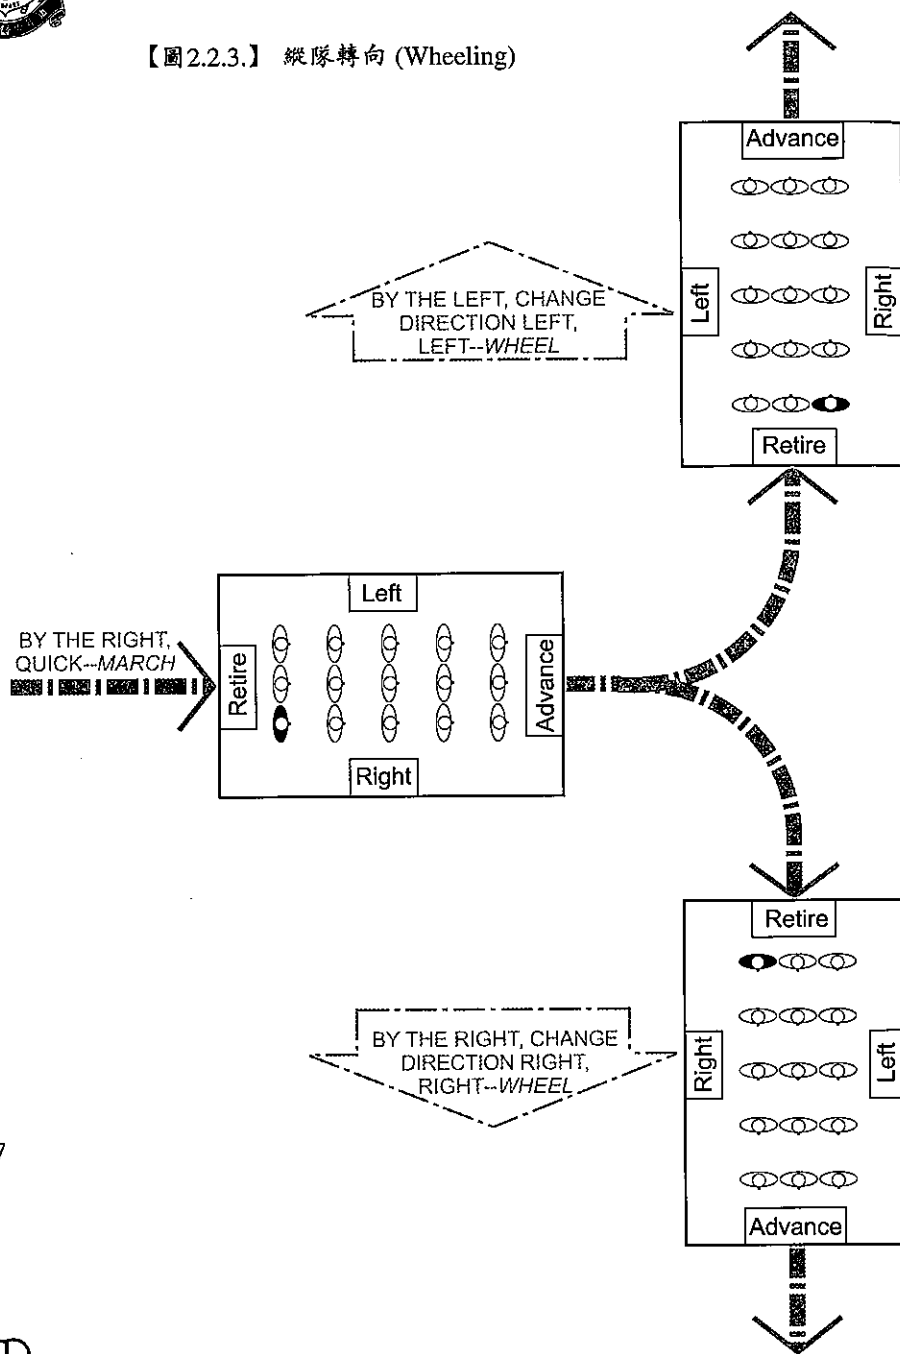 【圖2.2.3.】 縱隊轉向 (Wheeling)
Advance
Left
Right
Retire
BY THE LEFT, CHANGE
DIRECTION LEFT,
LEFT--WHEEL
BY THE RIGHT,
QUICK--MARCH
Left
Retire
Advance
Right
Retire
Right
Left
Advance
BY THE RIGHT, CHANGE
DIRECTION RIGHT,
RIGHT--WHEEL